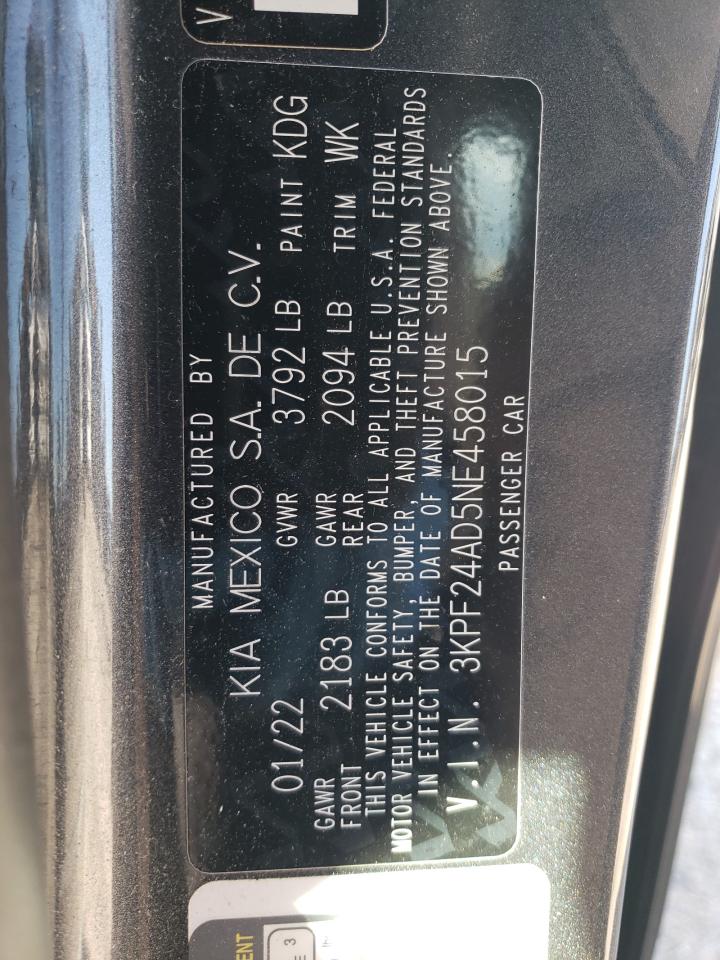 V
MANUFACTURED BY
KIA MEXICO S.A. DE C.V.
01/22 GVWR 3792 LB PAINT KDG
GAWR FRONT 2183 LB GAWR REAR 2094 LB TRIM WK
THIS VEHICLE CONFORMS TO ALL APPLICABLE U.S.A. FEDERAL
MOTOR VEHICLE SAFETY, BUMPER, AND THEFT PREVENTION STANDARDS
IN EFFECT ON THE DATE OF MANUFACTURE SHOWN ABOVE.
V.I.N. 3KPF24AD5NE458015
PASSENGER CAR
ENT
E 3